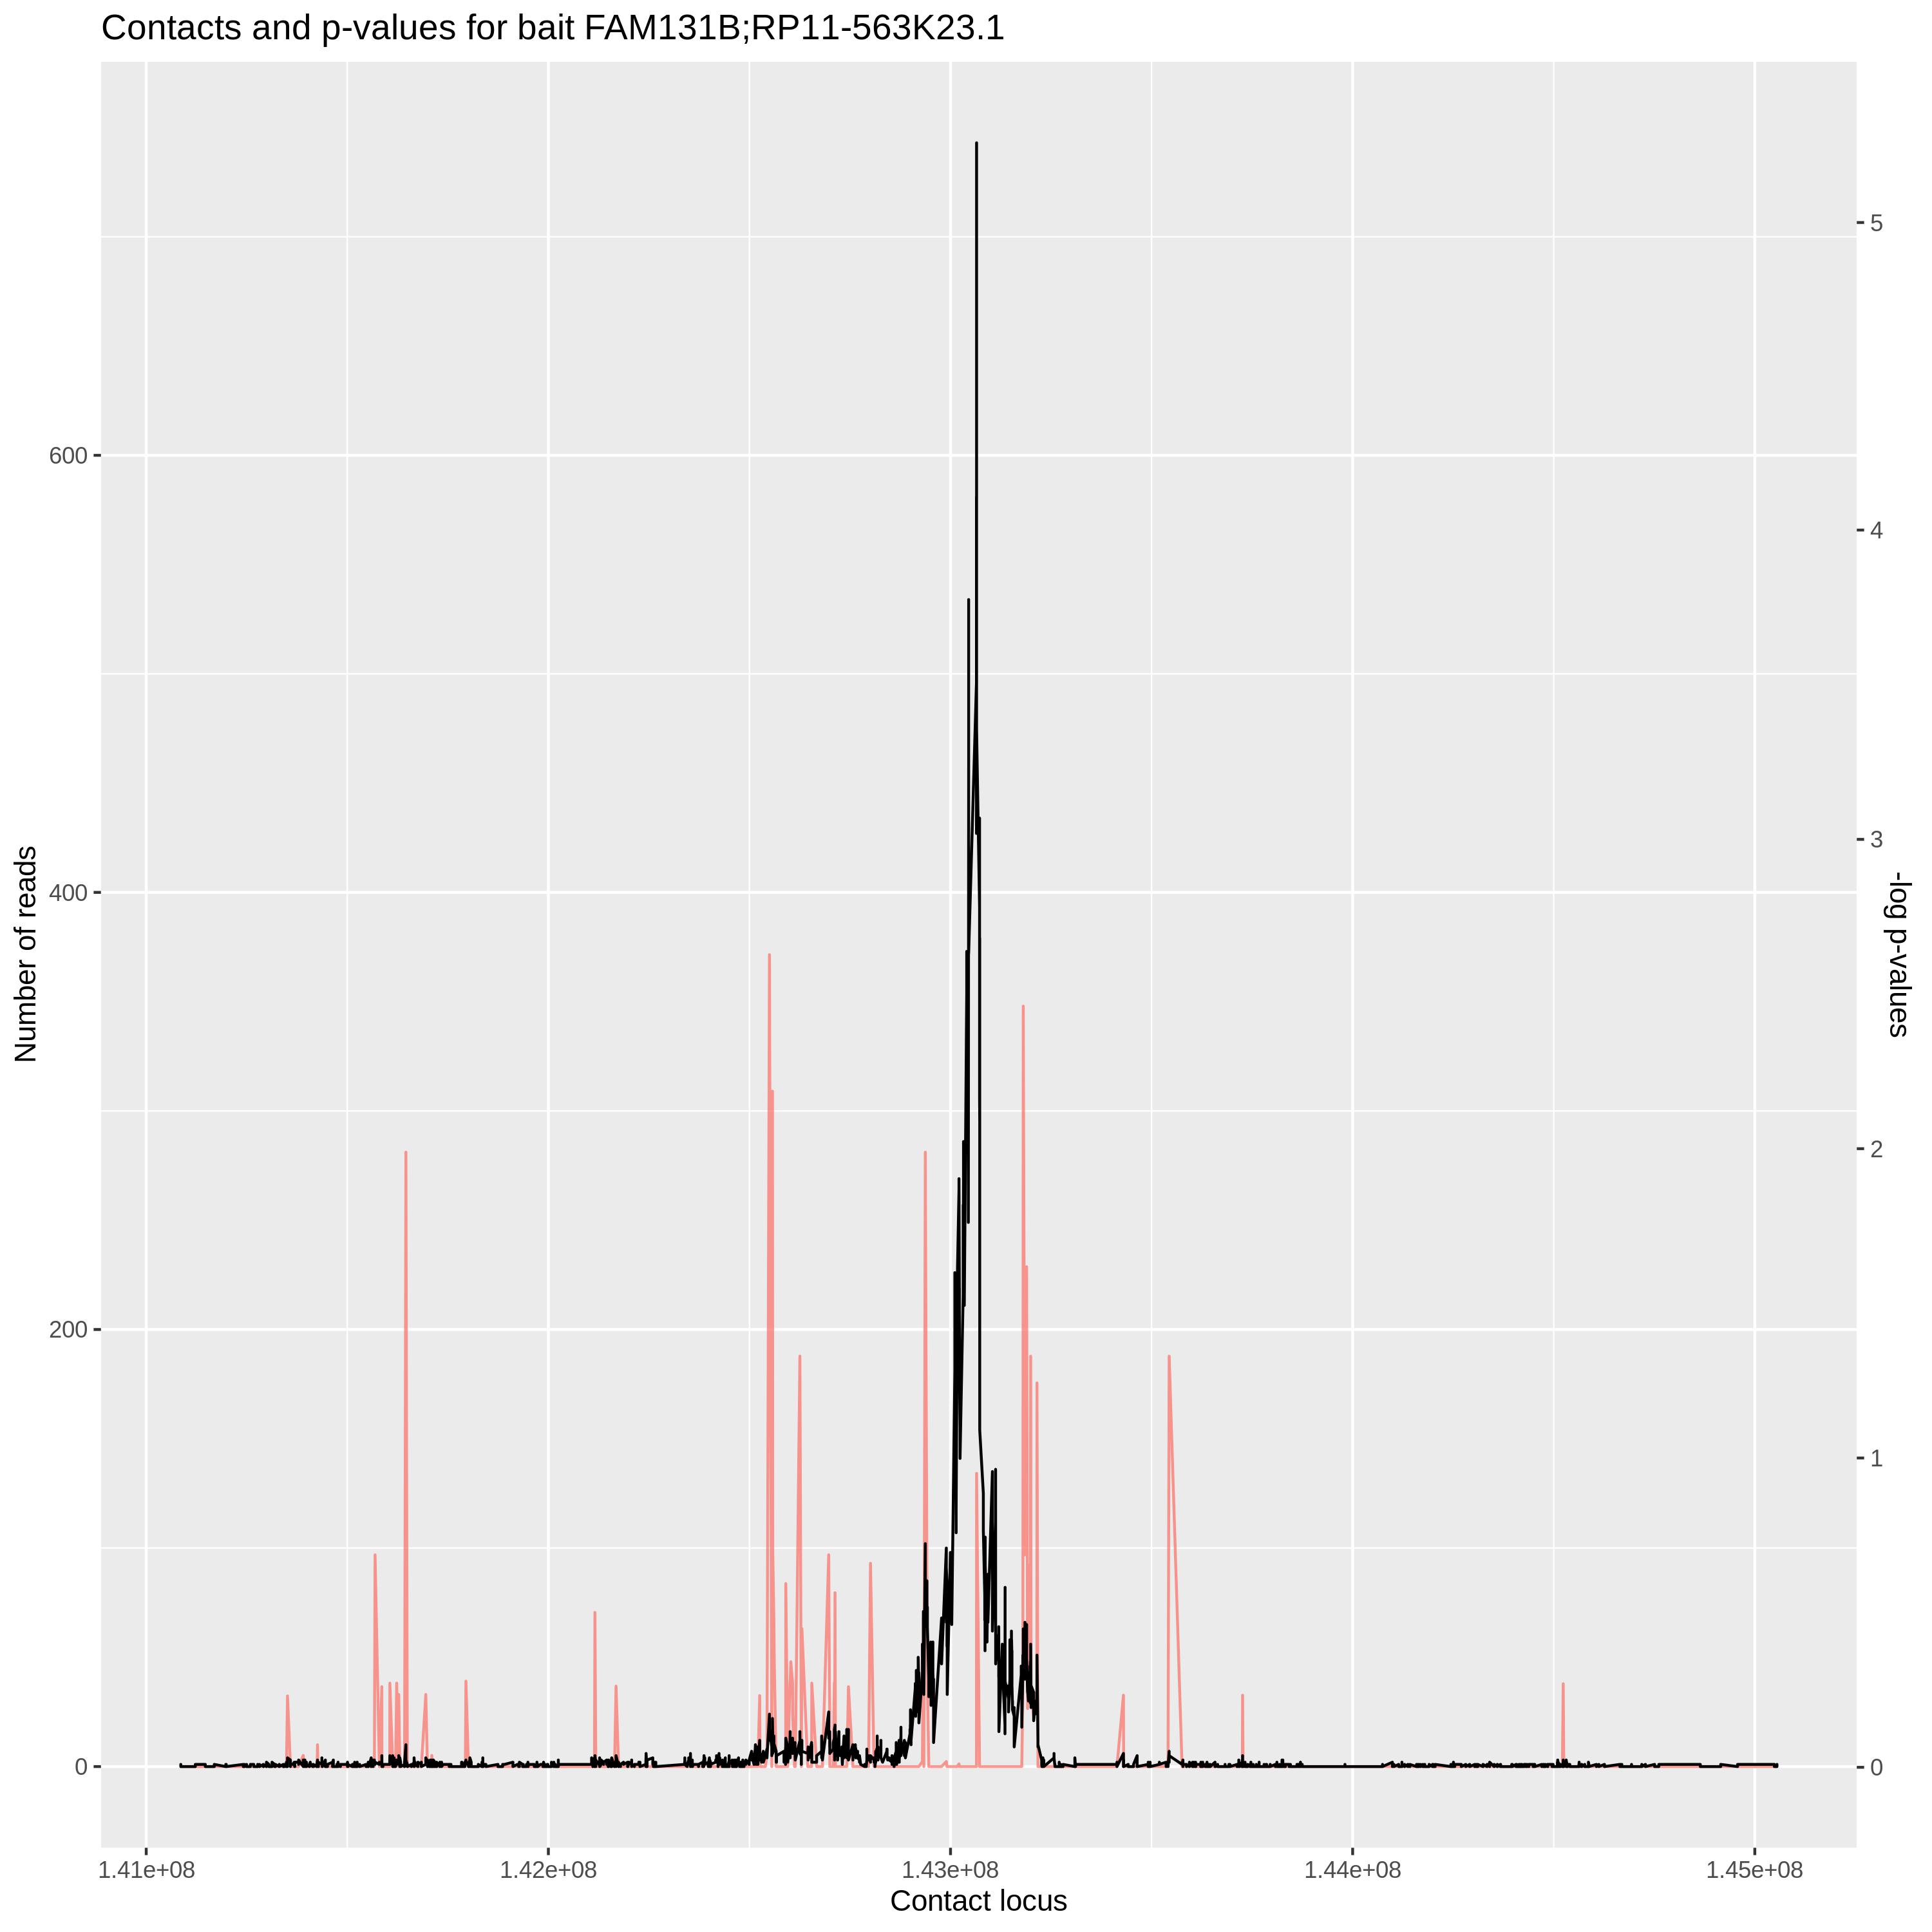 Contacts and p-values for bait FAM131B;RP11-563K23.1
Number of reads
600
400
200
0
-log p-values
5
4
3
2
1
0
1.41e+08
1.42e+08
1.43e+08
1.44e+08
1.45e+08
Contact locus